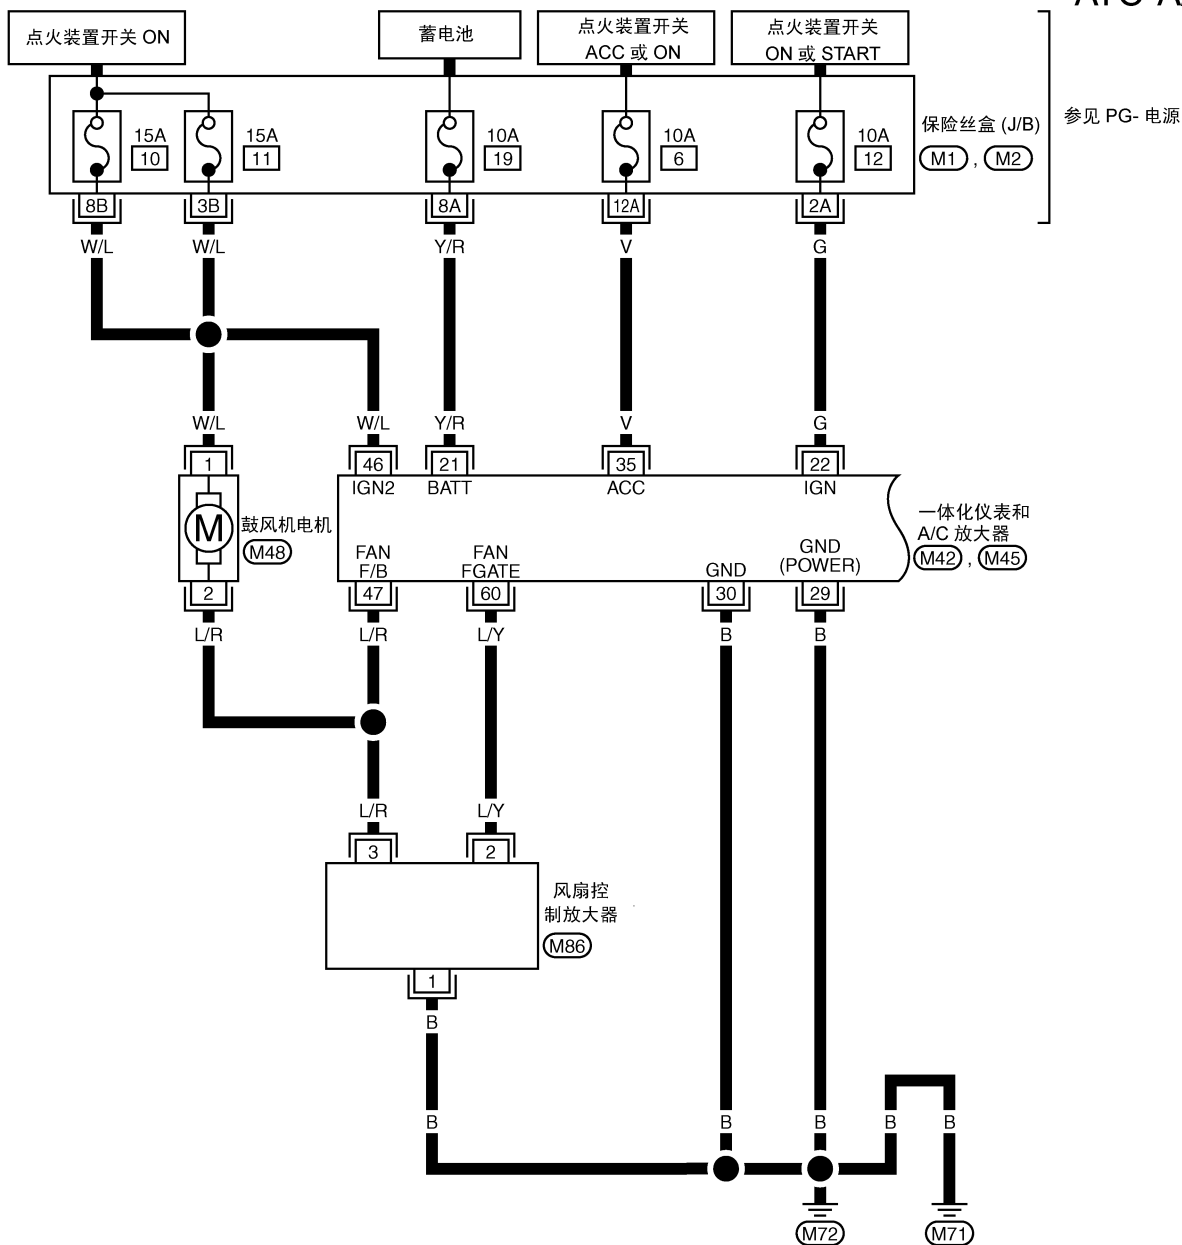 点火装置开关 ON
蓄电池
点火装置开关
ACC 或 ON
点火装置开关
ON 或 START
15A
10
15A
11
10A
19
10A
6
10A
12
保险丝盒 (J/B)
M1 , M2
参见 PG- 电源
8B
3B
8A
12A
2A
W/L
W/L
Y/R
V
G
W/L
W/L
Y/R
V
G
1
46
21
35
22
IGN2
BATT
ACC
IGN
M
鼓风机电机
M48
一体化仪表和
A/C 放大器
M42 , M45
FAN
F/B
FAN
FGATE
GND
GND
(POWER)
2
47
60
30
29
L/R
L/R
L/Y
B
B
L/R
L/Y
3
2
风扇控
制放大器
M86
1
B
B
B
B
B
B
M72
M71